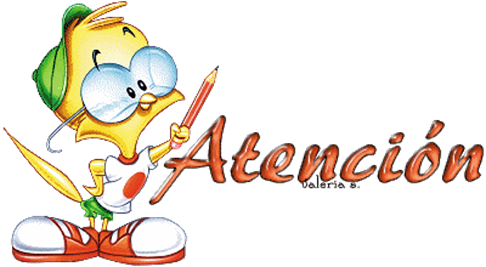 Atención
Valeria s.